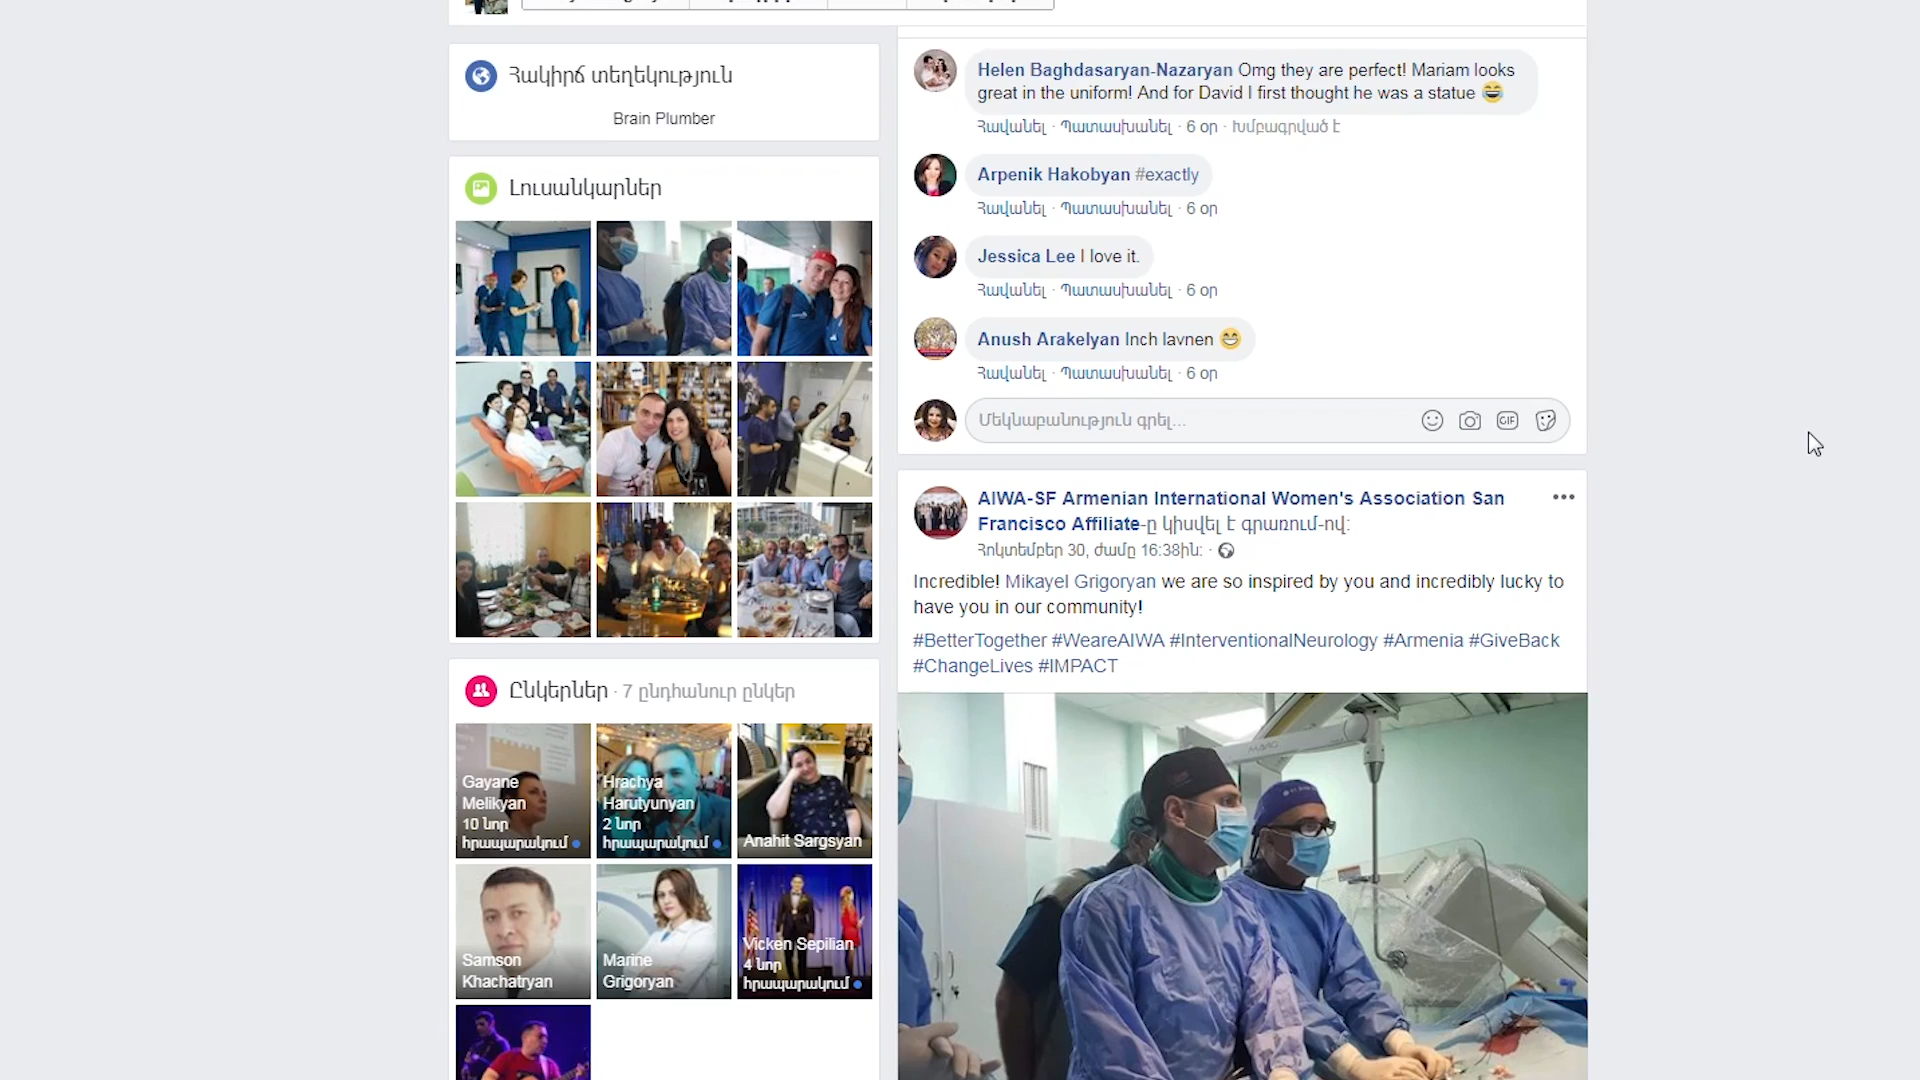 Հակիրճ տեղեկություն
Brain Plumber
Լուսանկարներ
Ընկերներ · 7 ընդհանուր ընկեր
Gayane
Melikyan
10 նոր
հրապարակում
Hrachya
Harutyunyan
2 նոր
հրապարակում
Anahit Sargsyan
Samson
Khachatryan
Marine
Grigoryan
Vicken Sepilian
4 նոր
հրապարակում
Helen Baghdasaryan-Nazaryan Omg they are perfect! Mariam looks
great in the uniform! And for David I first thought he was a statue 😂
Հավանել · Պատասխանել · 6 օր · Խմբագրված է
Arpenik Hakobyan #exactly
Հավանել · Պատասխանել · 6 օր
Jessica Lee I love it.
Հավանել · Պատասխանել · 6 օր
Anush Arakelyan Inch lavnen 😁
Հավանել · Պատասխանել · 6 օր
Մեկնաբանություն գրել...
GIF
AIWA-SF Armenian International Women's Association San
Francisco Affiliate-ը կիսվել է գրառում-ով:
Հոկտեմբեր 30, ժամը 16:38ին: ·
Incredible! Mikayel Grigoryan we are so inspired by you and incredibly lucky to
have you in our community!
#BetterTogether #WeareAIWA #InterventionalNeurology #Armenia #GiveBack
#ChangeLives #IMPACT